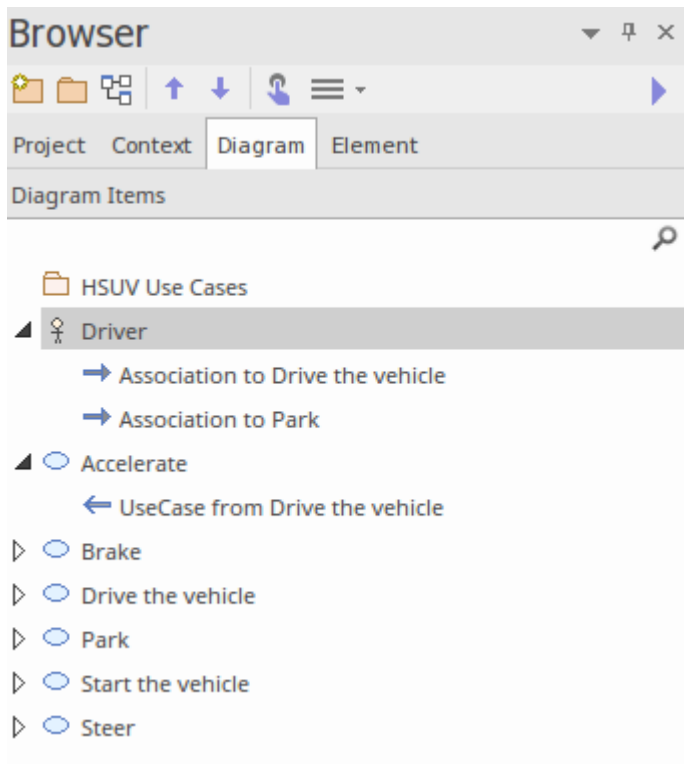 Browser
Project Context Diagram Element
Diagram Items
HSUV Use Cases
Driver
Association to Drive the vehicle
Association to Park
Accelerate
UseCase from Drive the vehicle
Brake
Drive the vehicle
Park
Start the vehicle
Steer